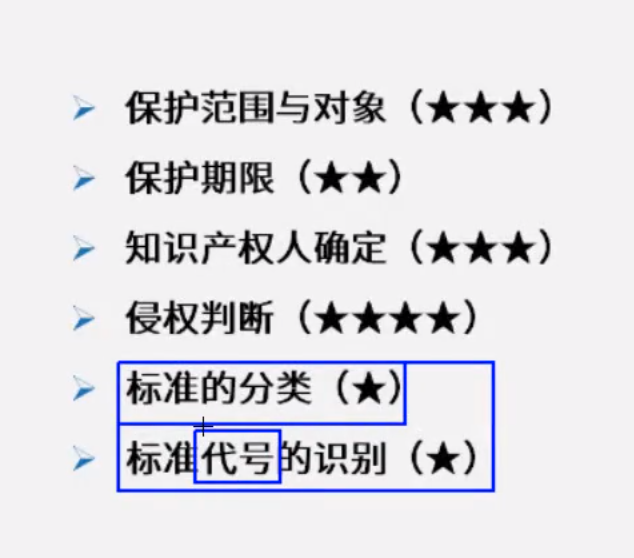 保护范围与对象（★★★）
保护期限（★★）
知识产权人确定（★★★）
侵权判断（★★★★）
标准的分类（★）
标准代号的识别（★）